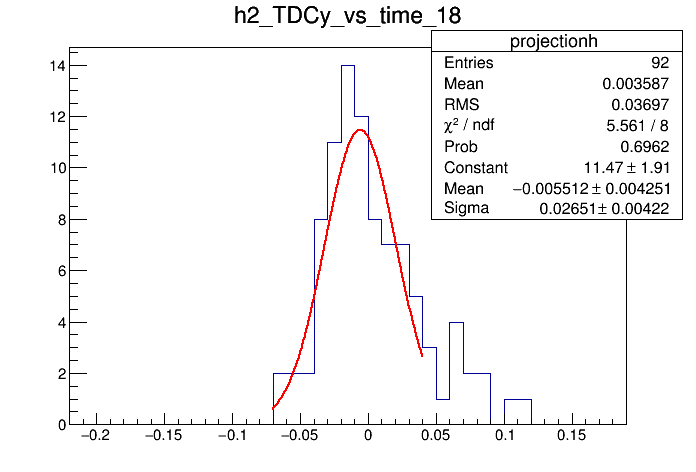 h2_TDCy_vs_time_18
projectionh
Entries 92
Mean 0.003587
RMS 0.03697
χ² / ndf 5.561 / 8
Prob 0.6962
Constant 11.47 ± 1.91
Mean −0.005512 ± 0.004251
Sigma 0.02651 ± 0.00422
14
12
10
8
6
4
2
0
−0.2 −0.15 −0.1 −0.05 0 0.05 0.1 0.15